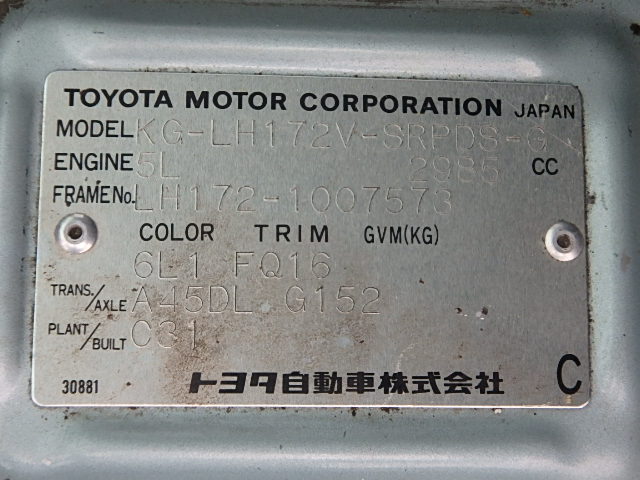 TOYOTA MOTOR CORPORATION JAPAN
MODEL KG-LH172V-SRPDS-G
ENGINE 5L 2985 CC
FRAME No. LH172-1007573
COLOR TRIM GVM(KG)
6L1 FQ16
TRANS./AXLE A45DL G152
PLANT/BUILT C31
30881 トヨタ自動車株式会社 C